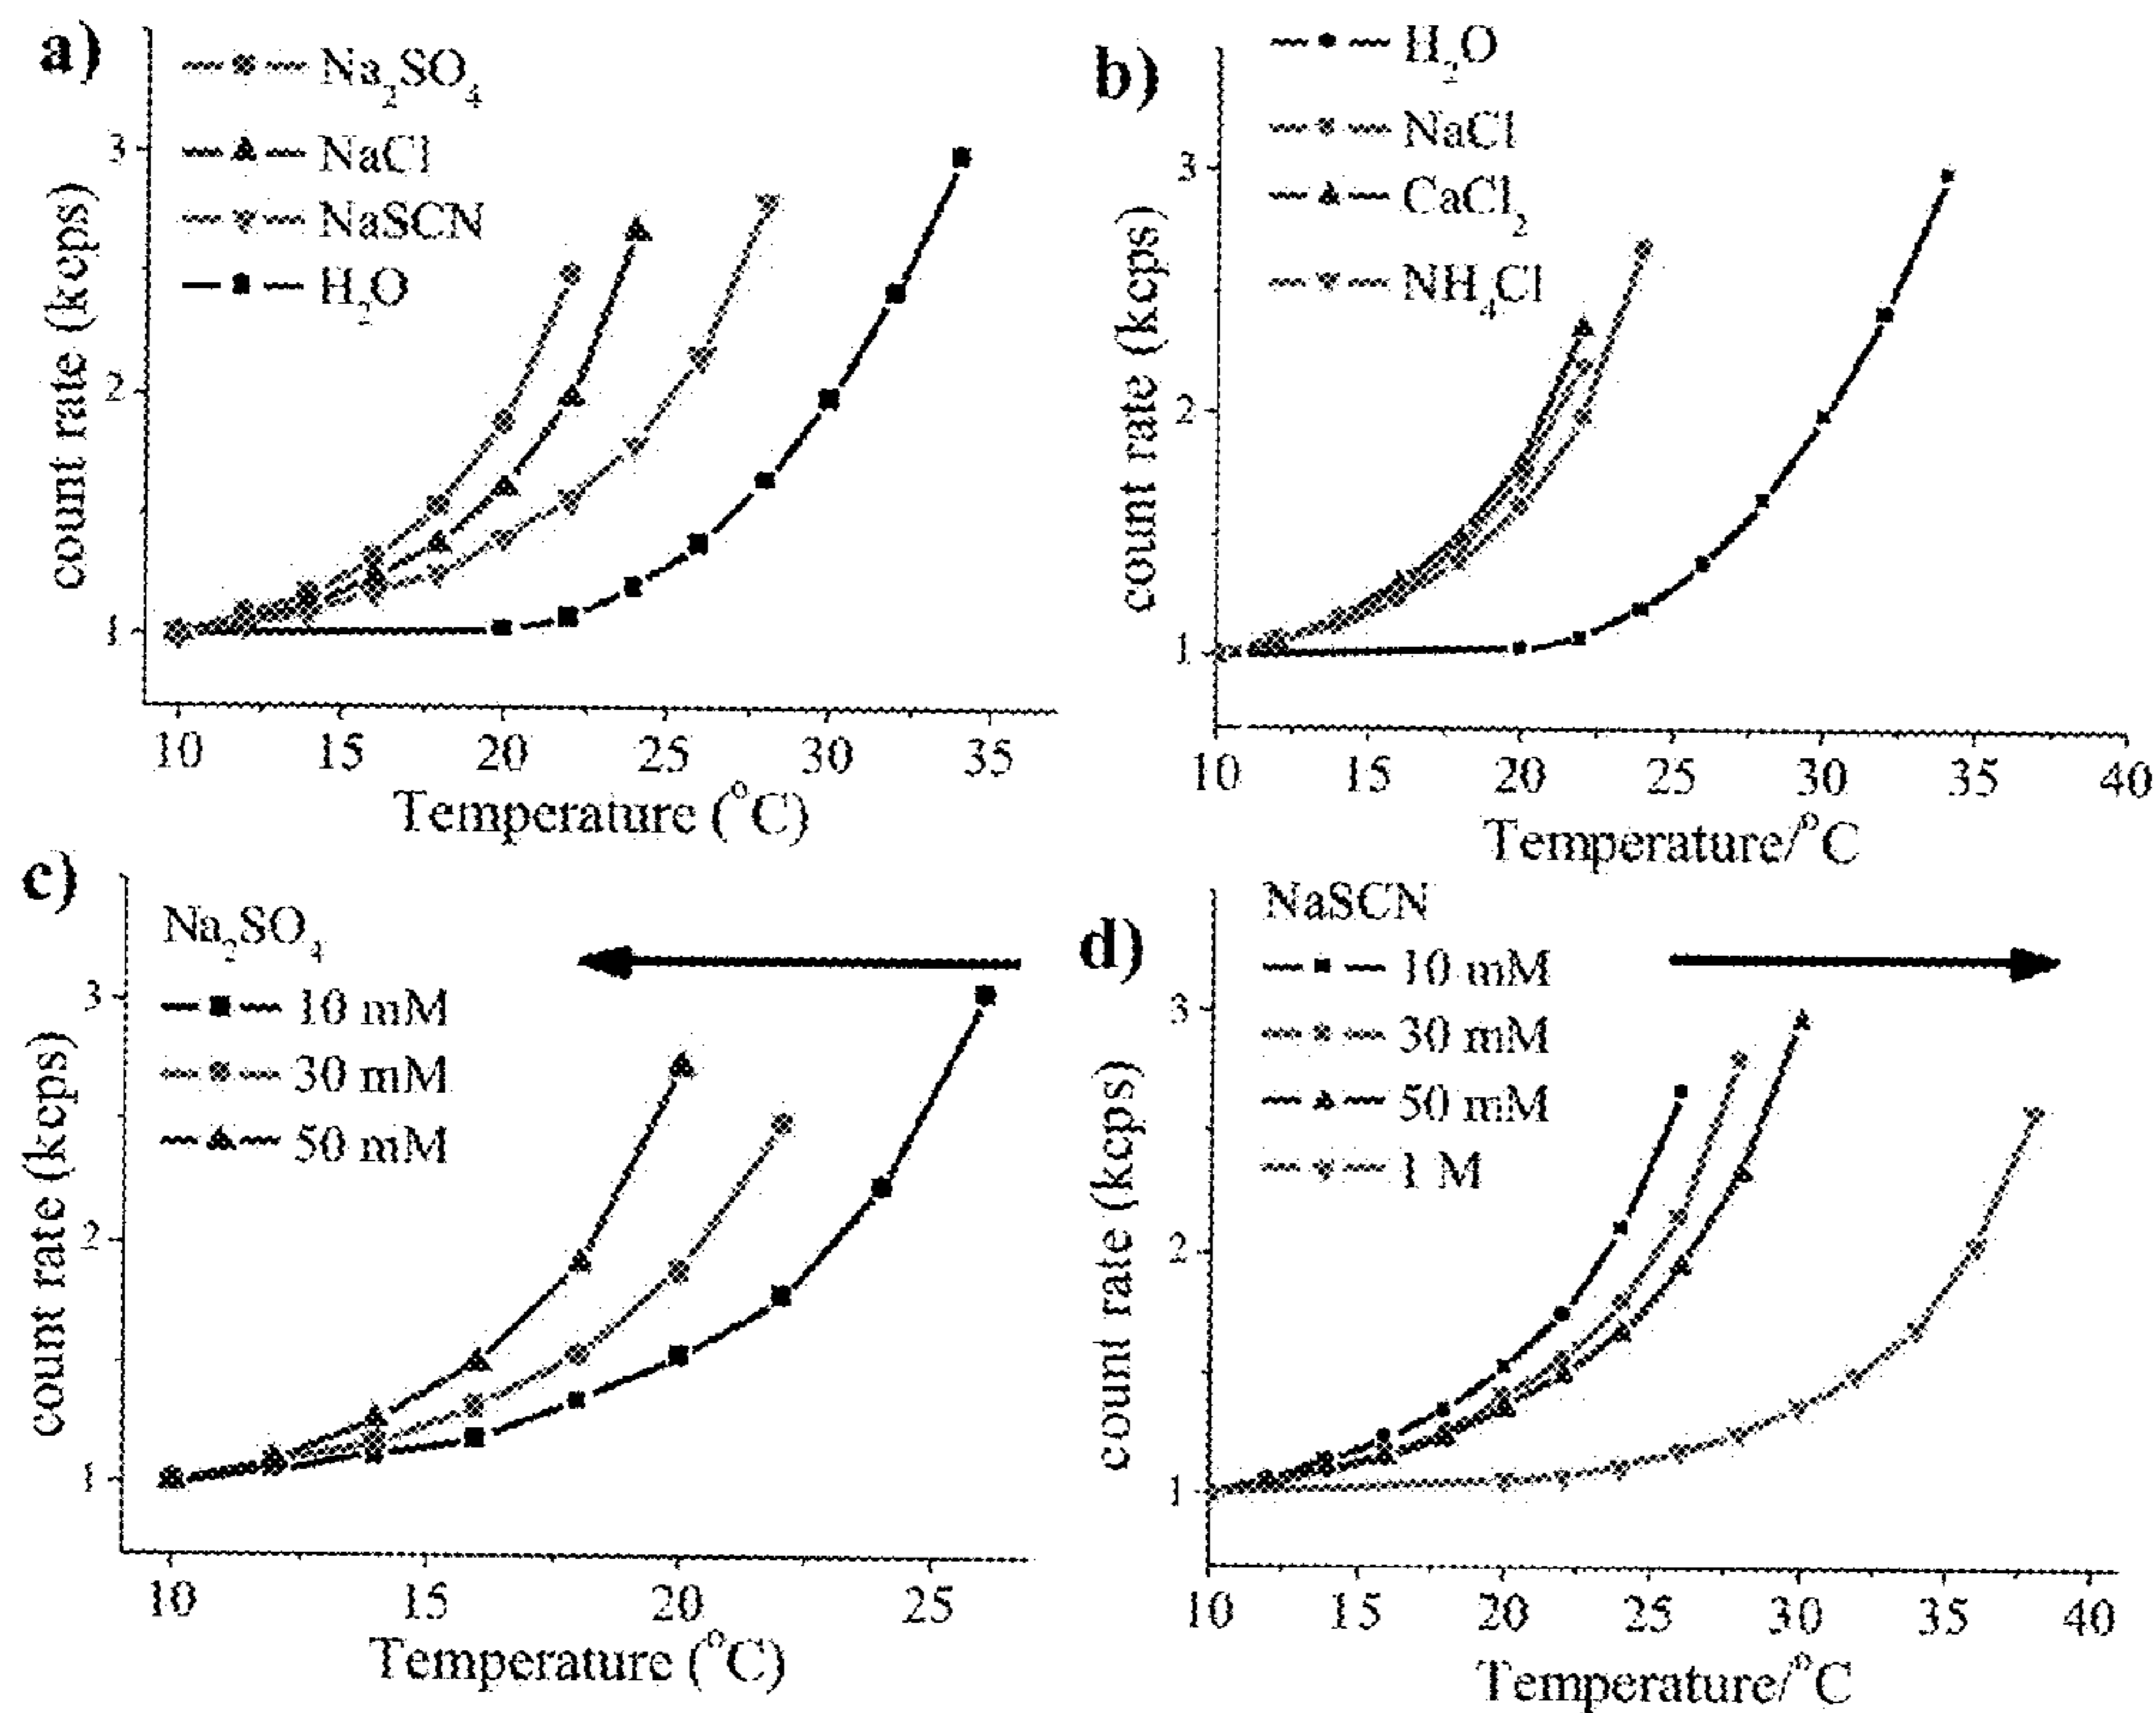 a)
Na₂SO₄
NaCl
NaSCN
H₂O
count rate (kcps)
3
2
1
10 15 20 25 30 35
Temperature (°C)
b)
H₂O
NaCl
CaCl₂
NH₄Cl
count rate (kcps)
3
2
1
10 15 20 25 30 35 40
Temperature/°C
c)
Na₂SO₄
10 mM
30 mM
50 mM
count rate (kcps)
3
2
1
10 15 20 25
Temperature (°C)
d)
NaSCN
10 mM
30 mM
50 mM
1 M
count rate (kcps)
3
2
1
10 15 20 25 30 35 40
Temperature/°C